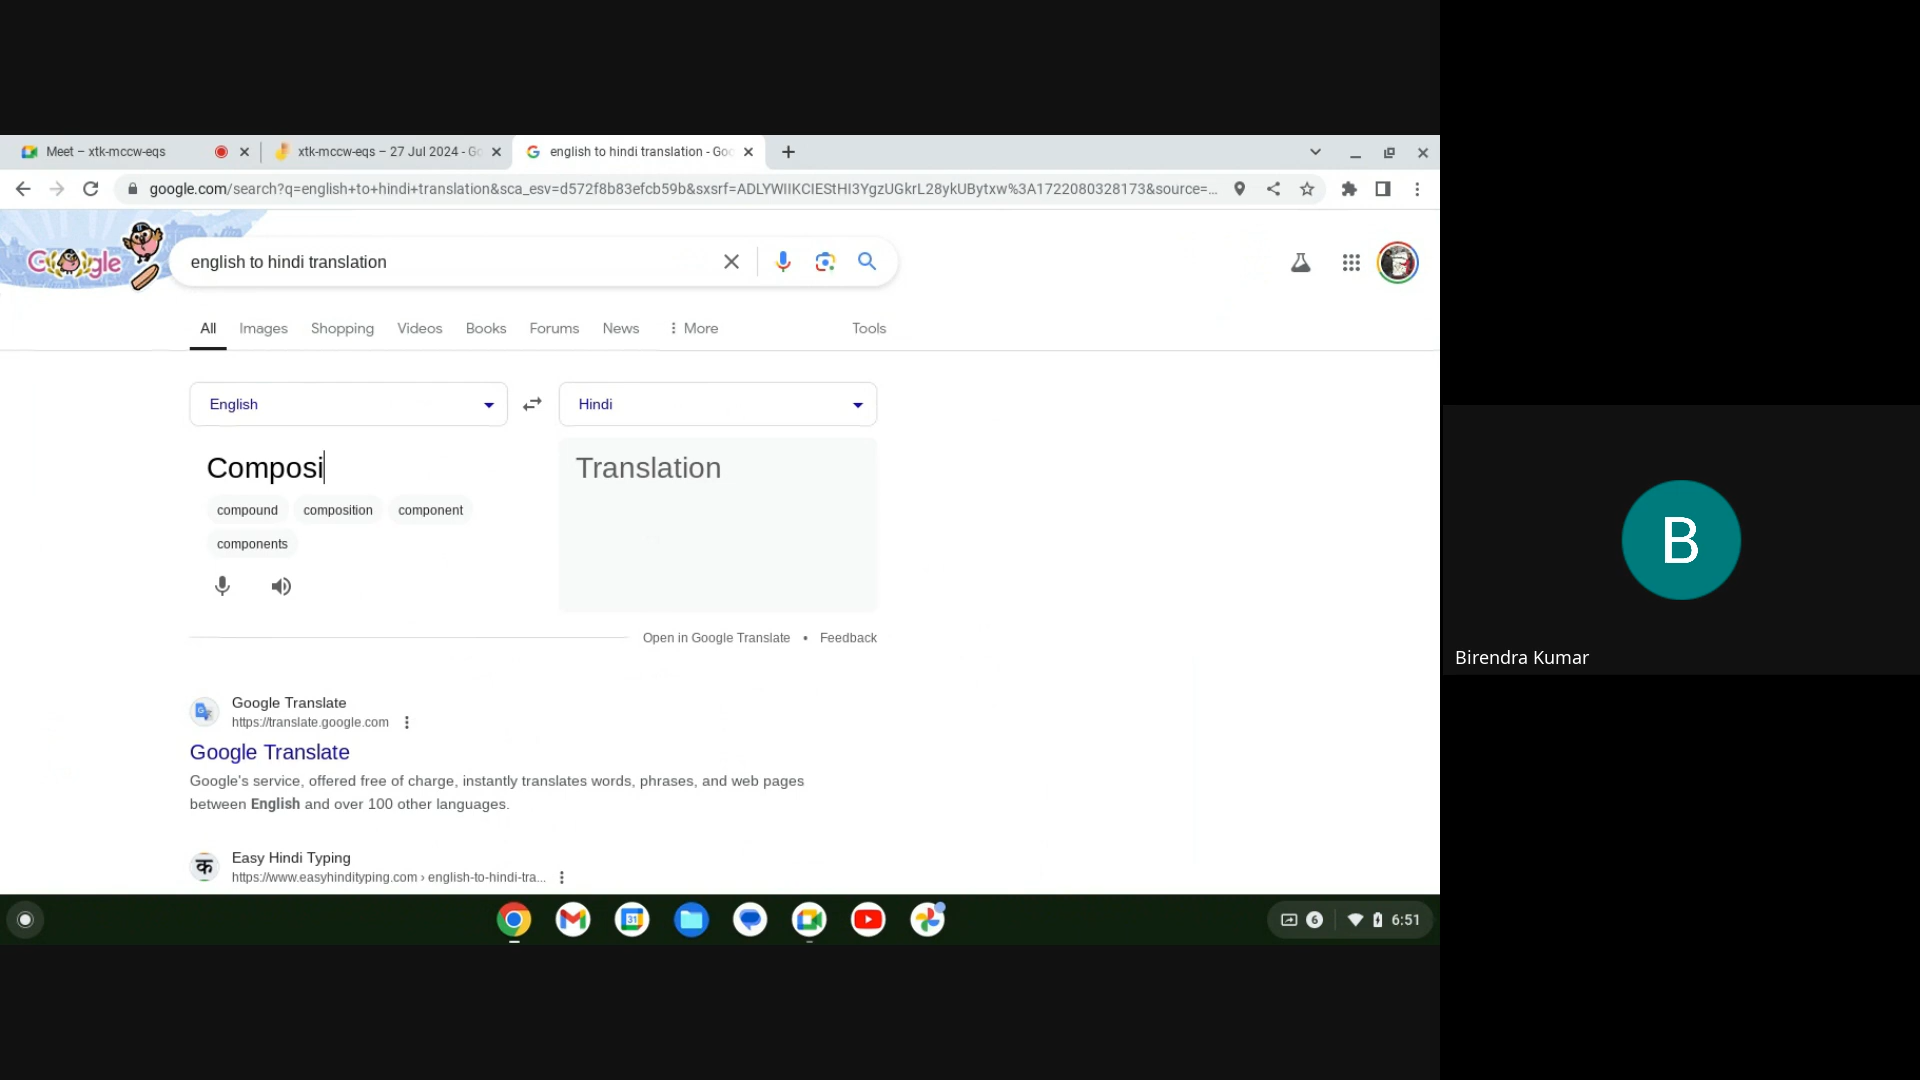 Meet – xtk-mccw-eqs
xtk-mccw-eqs – 27 Jul 2024 - Go
english to hindi translation - Goo
google.com/search?q=english+to+hindi+translation&sca_esv=d572f8b83efcb59b&sxsrf=ADLYWIIKCIEStHI3YgzUGkrL28ykUBytxw%3A1722080328173&source=...
Google
english to hindi translation
All Images Shopping Videos Books Forums News More Tools
English Hindi
Composi Translation
compound composition component
components
Open in Google Translate • Feedback
Google Translate
https://translate.google.com
Google Translate
Google's service, offered free of charge, instantly translates words, phrases, and web pages
between English and over 100 other languages.
क
Easy Hindi Typing
https://www.easyhindityping.com › english-to-hindi-tra...
31
6 6:51
B
Birendra Kumar